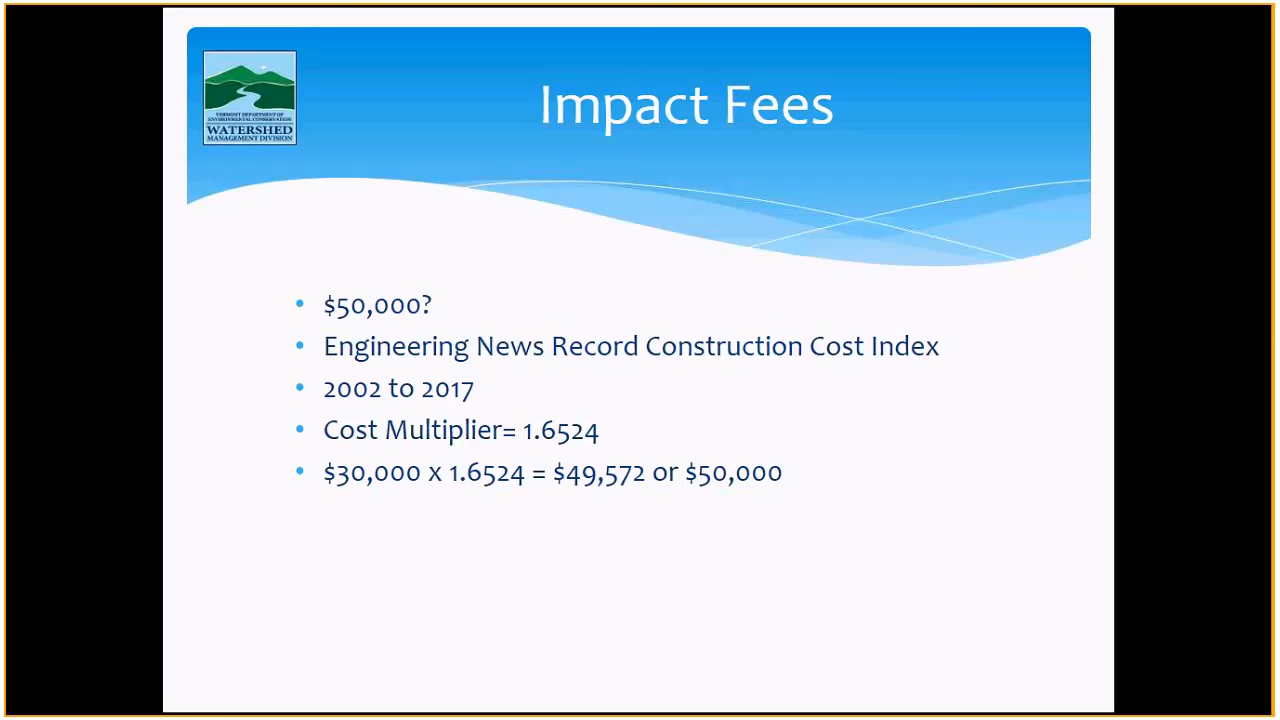 Impact Fees
VERMONT DEPARTMENT OF
ENVIRONMENTAL CONSERVATION
WATERSHED
MANAGEMENT DIVISION
• $50,000?
• Engineering News Record Construction Cost Index
• 2002 to 2017
• Cost Multiplier= 1.6524
• $30,000 x 1.6524 = $49,572 or $50,000